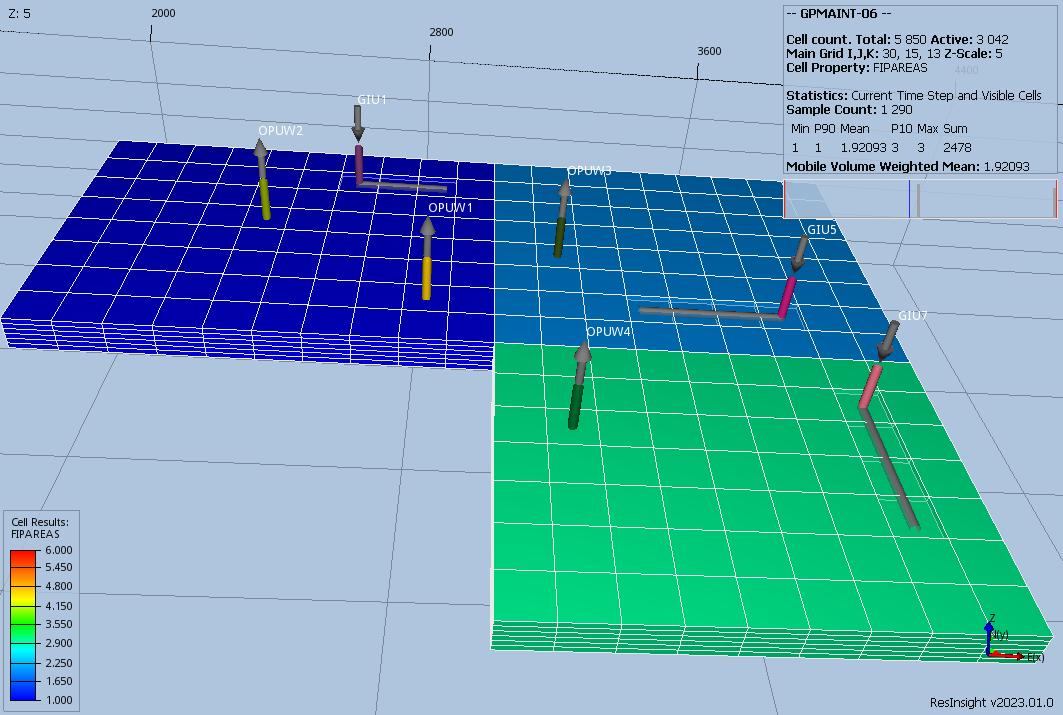 Z: 5
2000
2800
3600
4400
-- GPMAINT-06 --
Cell count. Total: 5 850 Active: 3 042
Main Grid I,J,K: 30, 15, 13 Z-Scale: 5
Cell Property: FIPAREAS
Statistics: Current Time Step and Visible Cells
Sample Count: 1 290
Min P90 Mean P10 Max Sum
1 1 1.92093 3 3 2478
Mobile Volume Weighted Mean: 1.92093
GIU1
OPUW2
OPUW3
OPUW1
GIU5
GIU7
OPUW4
Cell Results:
FIPAREAS
6.000
5.450
4.800
4.150
3.550
2.900
2.250
1.650
1.000
Z
N(y)
E(x)
ResInsight v2023.01.0